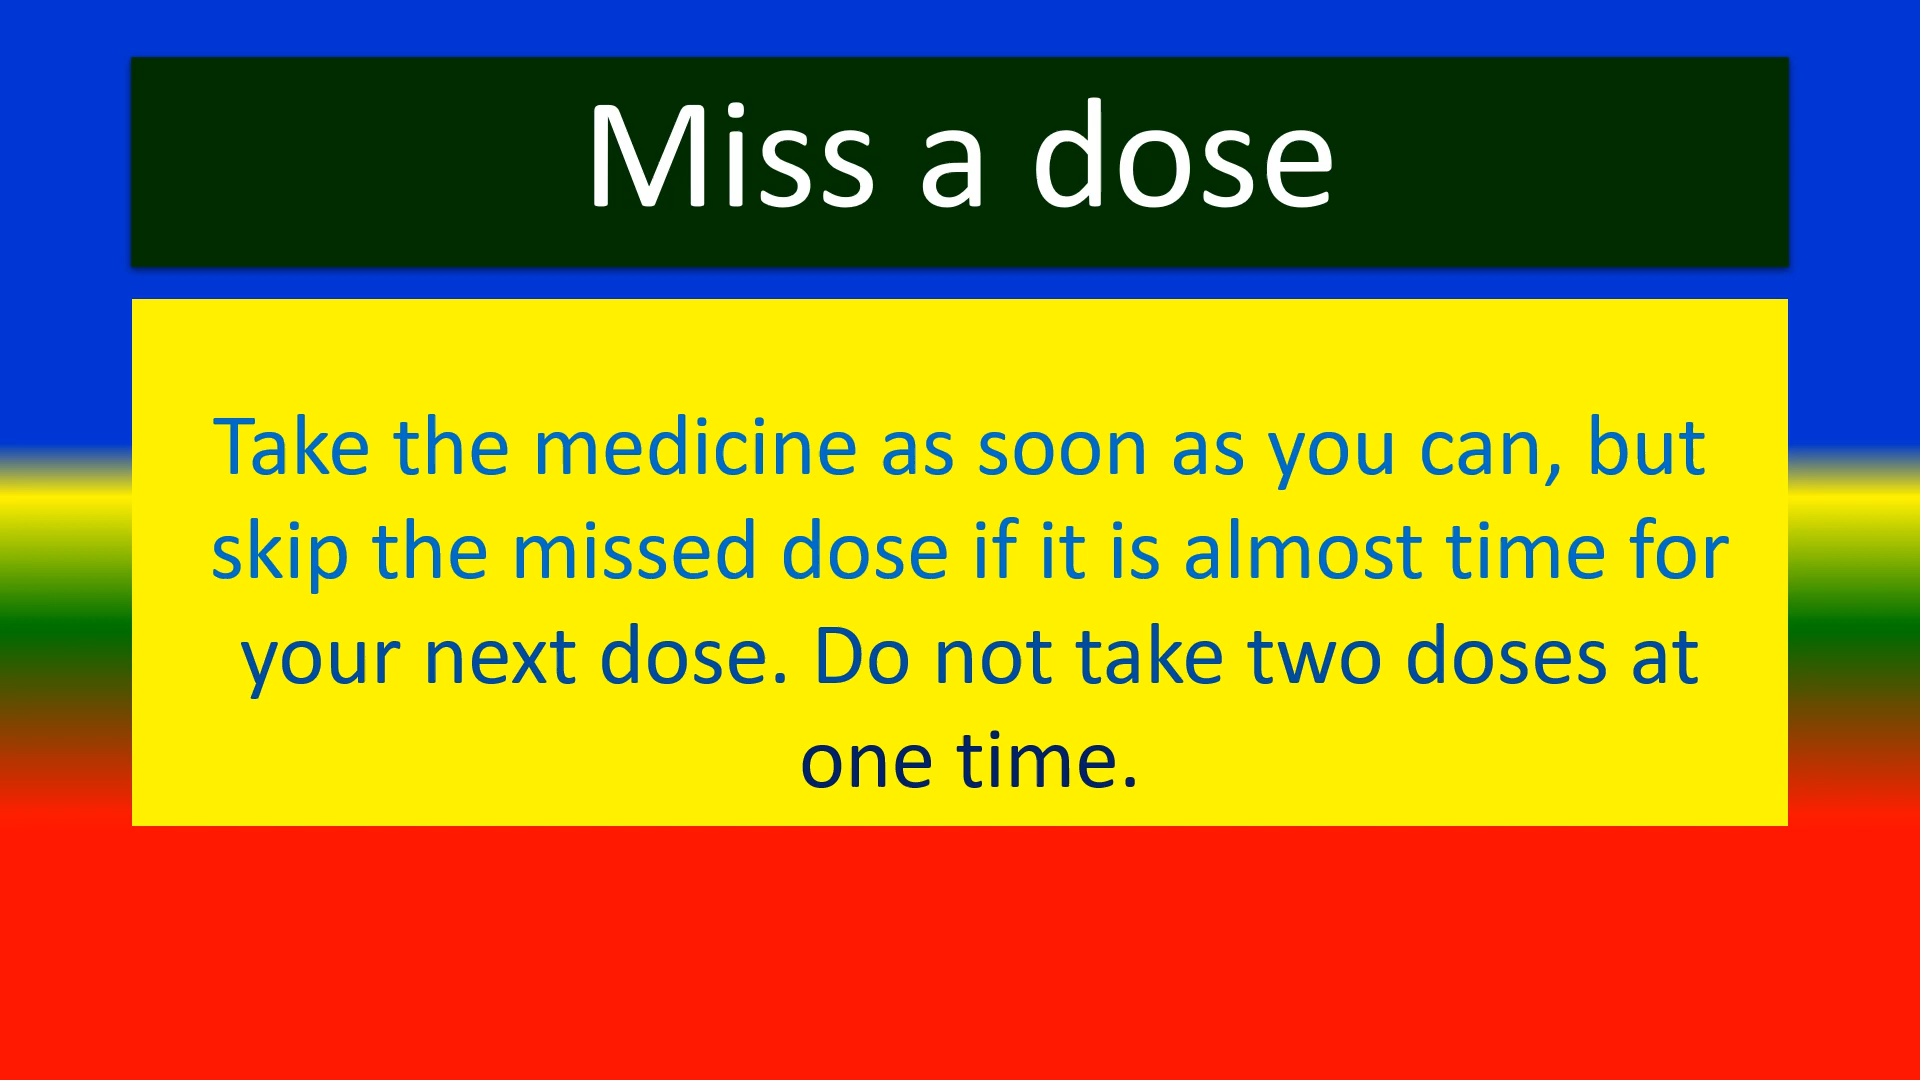 Miss a dose
Take the medicine as soon as you can, but
skip the missed dose if it is almost time for
your next dose. Do not take two doses at
one time.